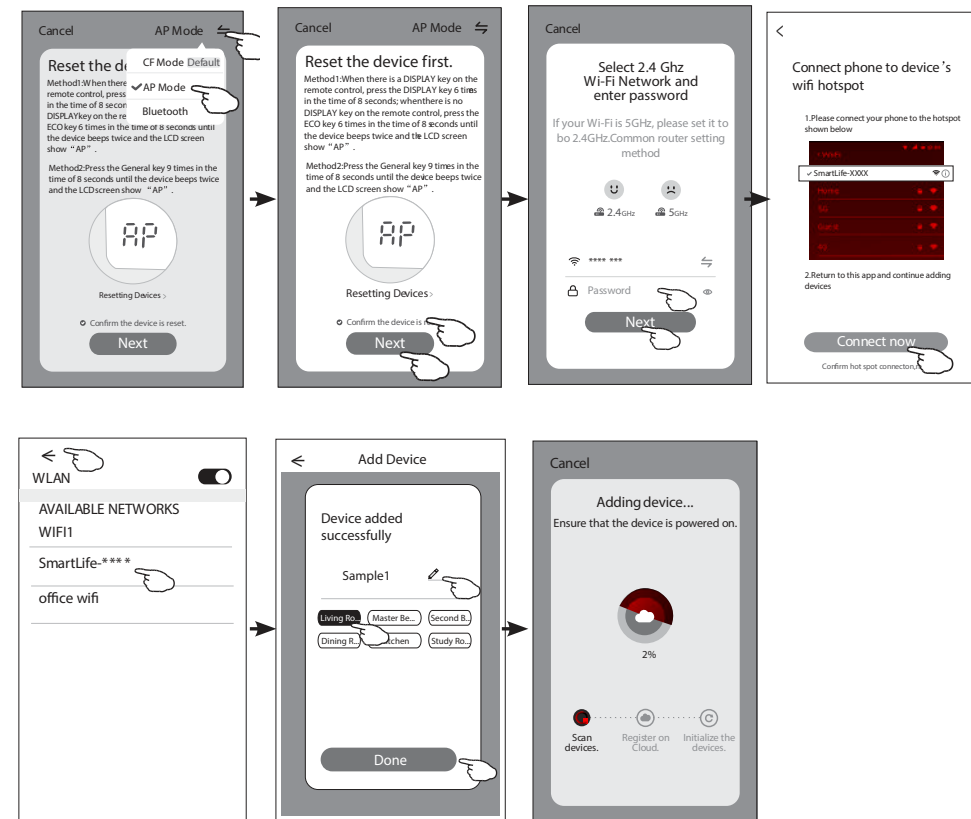 Cancel
AP Mode
Reset the de
CF Mode Default
AP Mode
Bluetooth
Method1:When there
remote control, press
in the time of 8 secon
DISPLAYkey on the re
ECO key 6 times in the time of 8 seconds until
the device beeps twice and the LCD screen
show “AP”.
Method2:Press the General key 9 times in the
time of 8 seconds until the device beeps twice
and the LCD screen show “AP”.
AP
Resetting Devices >
Confirm the device is reset.
Next
Cancel
AP Mode
Reset the device first.
Method1:When there is a DISPLAY key on the
remote control, press the DISPLAY key 6 times
in the time of 8 seconds; whenthere is no
DISPLAY key on the remote control, press the
ECO key 6 times in the time of 8 seconds until
the device beeps twice and the LCD screen
show “AP”.
Method2:Press the General key 9 times in the
time of 8 seconds until the device beeps twice
and the LCD screen show “AP”.
AP
Resetting Devices >
Confirm the device is
Next
Cancel
Select 2.4 Ghz
Wi-Fi Network and
enter password
If your Wi-Fi is 5GHz, please set it to
bo 2.4GHz.Common router setting
method
2.4GHz
5GHz
**** ***
Password
Next
<
Connect phone to device's
wifi hotspot
1.Please connect your phone to the hotspot
shown below
SmartLife-XXXX
Home
5G
2.Return to this app and continue adding
devices
Connect now
Confirm hot spot connecton,
WLAN
AVAILABLE NETWORKS
WIFI1
SmartLife-****
office wifi
Add Device
Device added
successfully
Sample1
Living Ro...
Master Be...
Second B...
Dining R...
tchen
Study Ro...
Done
Cancel
Adding device...
Ensure that the device is powered on.
2%
Scan
devices.
Register on
Cloud.
Initialize the
devices.